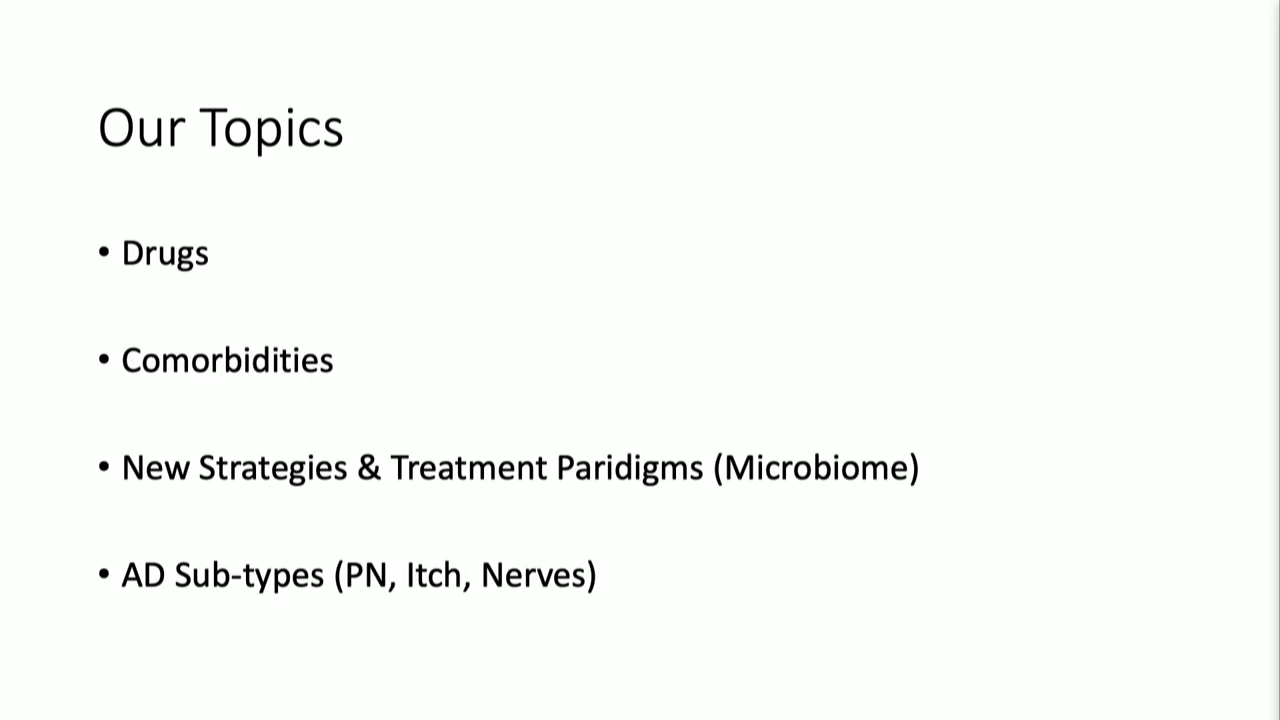 Our Topics
• Drugs
• Comorbidities
• New Strategies & Treatment Paridigms (Microbiome)
• AD Sub-types (PN, Itch, Nerves)